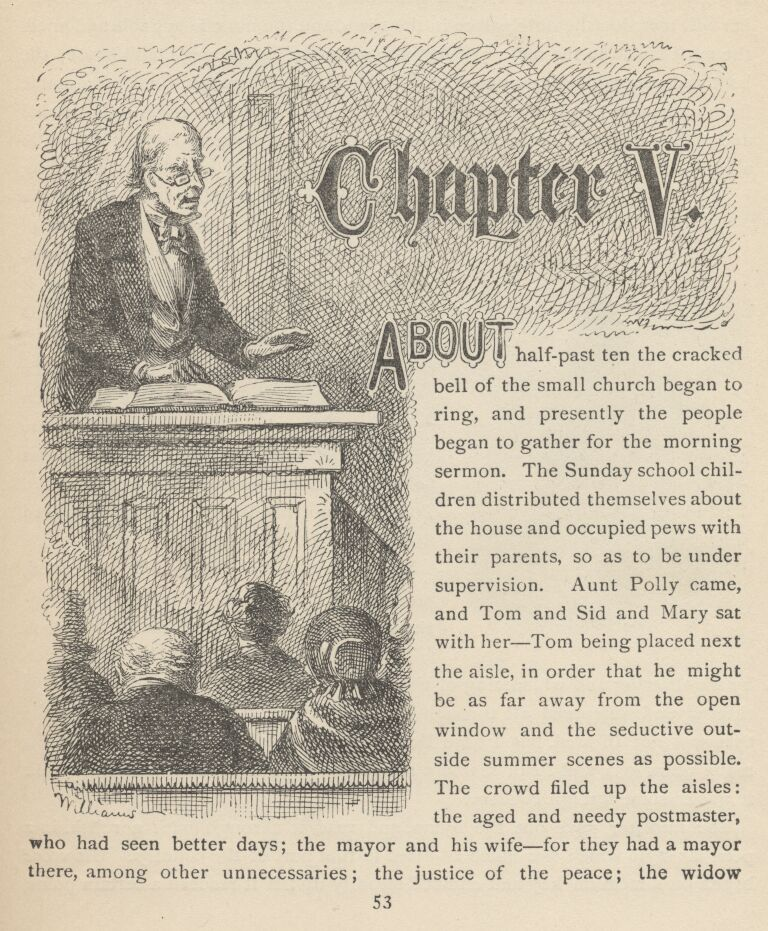 Chapter V.
ABOUT half-past ten the cracked
bell of the small church began to
ring, and presently the people
began to gather for the morning
sermon. The Sunday school chil-
dren distributed themselves about
the house and occupied pews with
their parents, so as to be under
supervision. Aunt Polly came,
and Tom and Sid and Mary sat
with her—Tom being placed next
the aisle, in order that he might
be as far away from the open
window and the seductive out-
side summer scenes as possible.
The crowd filed up the aisles:
the aged and needy postmaster,
Williams
who had seen better days; the mayor and his wife—for they had a mayor
there, among other unnecessaries; the justice of the peace; the widow
53